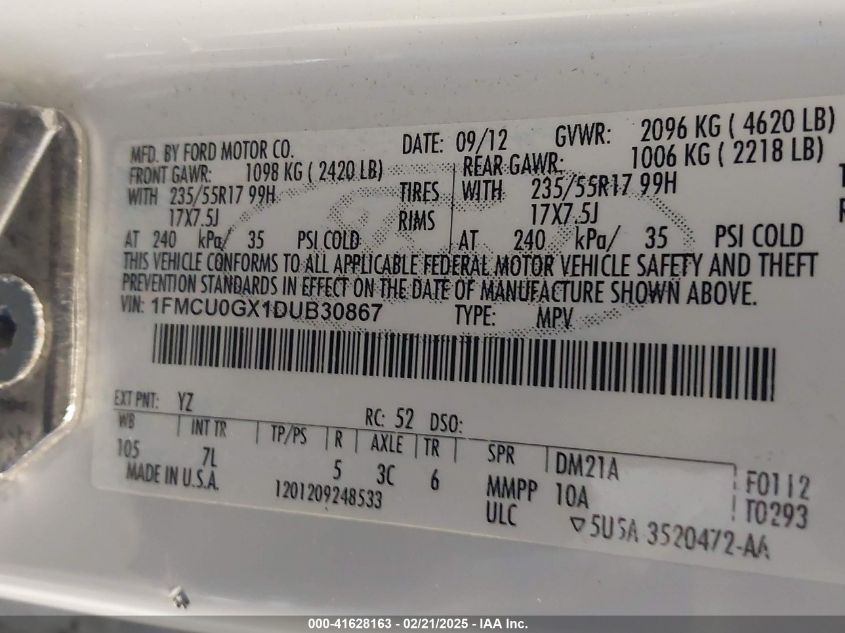 MFD. BY FORD MOTOR CO. DATE: 09/12 GVWR: 2096 KG ( 4620 LB)
FRONT GAWR: 1098 KG ( 2420 LB) REAR GAWR: 1006 KG ( 2218 LB)
WITH 235/55R17 99H TIRES WITH 235/55R17 99H
17X7.5J RIMS 17X7.5J
AT 240 kPa/ 35 PSI COLD AT 240 kPa/ 35 PSI COLD
THIS VEHICLE CONFORMS TO ALL APPLICABLE FEDERAL MOTOR VEHICLE SAFETY AND THEFT
PREVENTION STANDARDS IN EFFECT ON THE DATE OF MANUFACTURE SHOWN ABOVE.
VIN: 1FMCU0GX1DUB30867 TYPE: MPV
EXT PNT: YZ RC: 52 DSO:
WB INT TR TP/PS R AXLE TR SPR DM21A F0112
105 7L 5 3C 6 MMPP 10A T0293
MADE IN U.S.A. 1201209248533 ULC ▽5U5A 3520472-AA
000-41628163 - 02/21/2025 - IAA Inc.